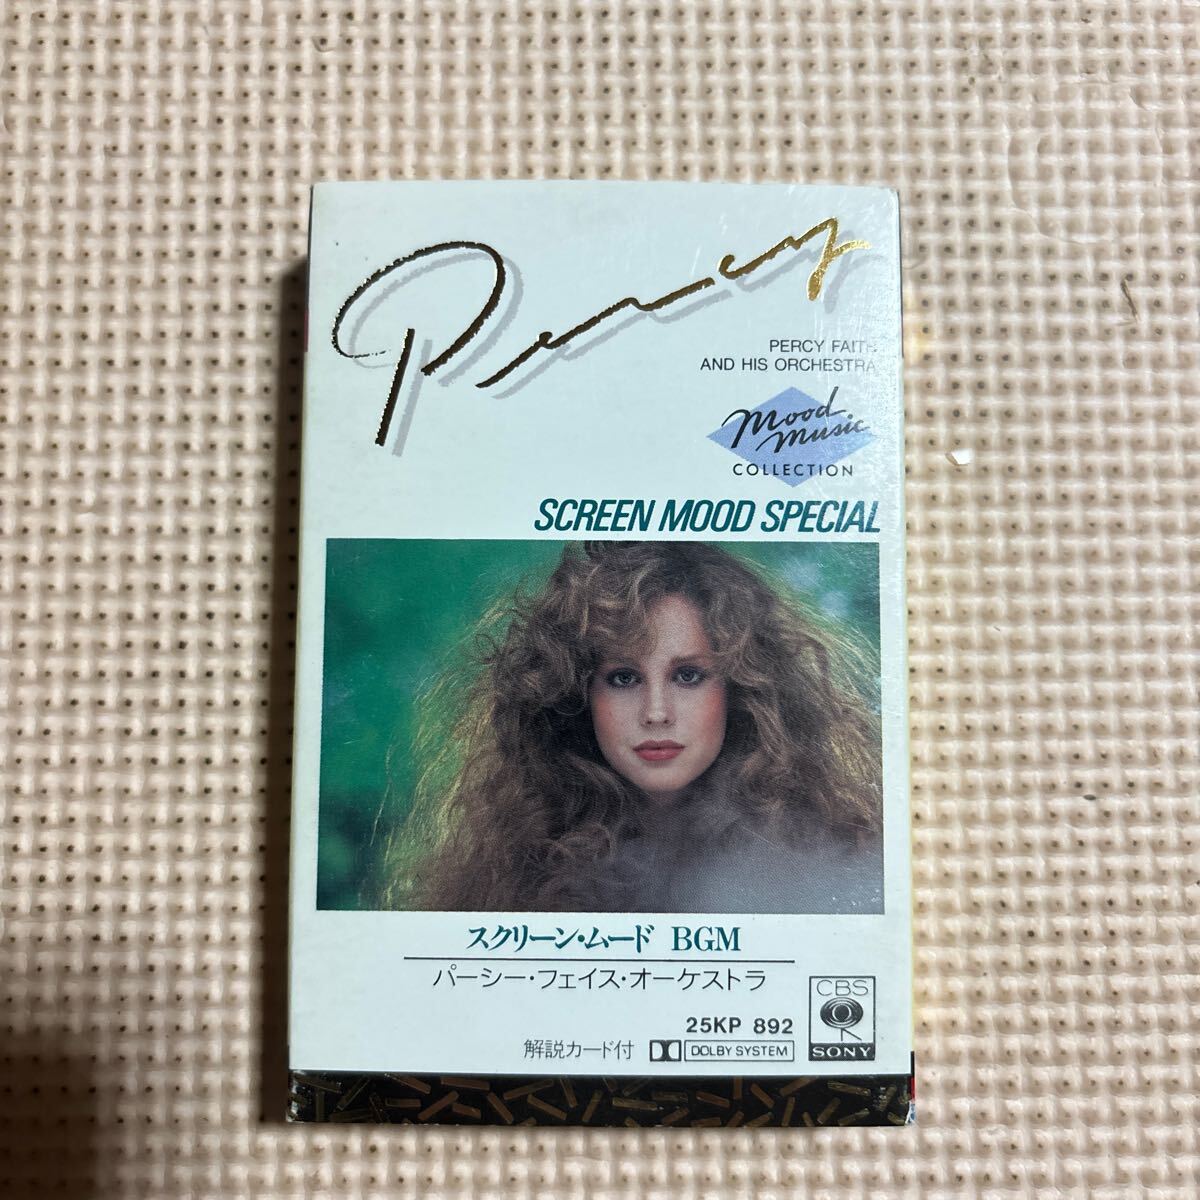 Percy
PERCY FAITH
AND HIS ORCHESTRA
Mood
Music
COLLECTION
SCREEN MOOD SPECIAL
スクリーン・ムード BGM
パーシー・フェイス・オーケストラ
25KP 892
解説カード付 DOLBY SYSTEM
CBS
SONY